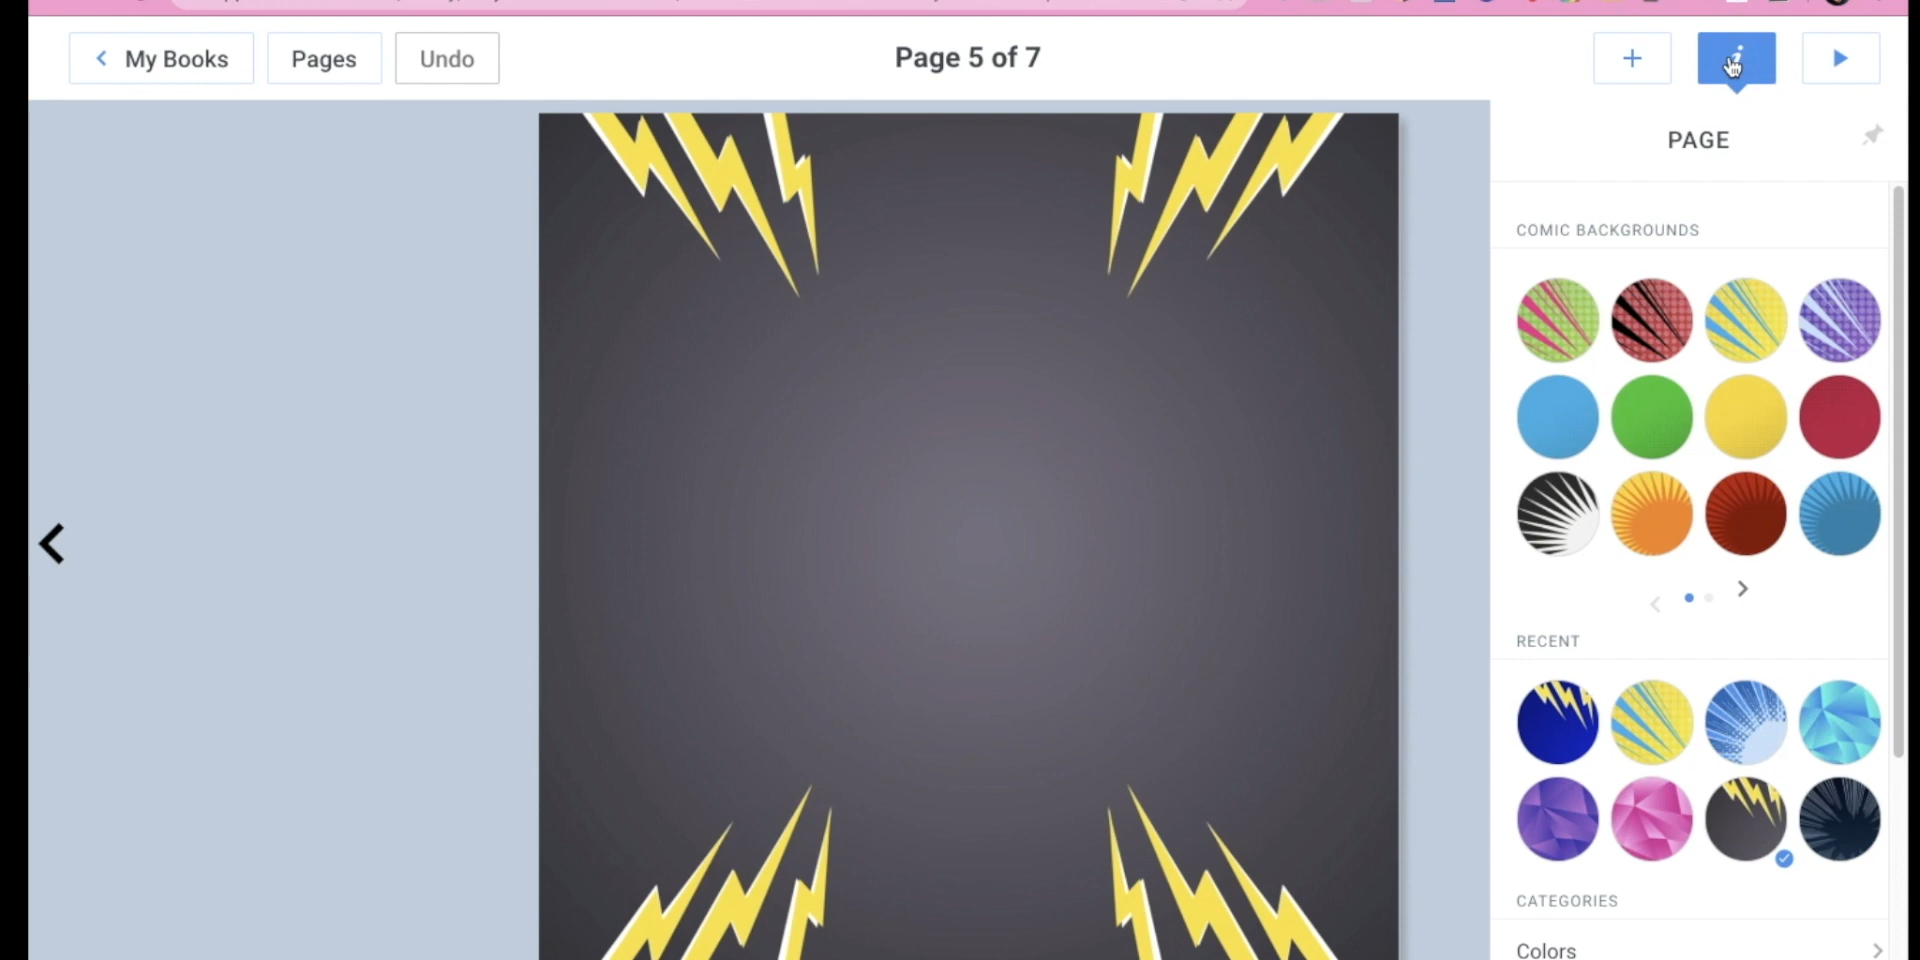 My Books
Pages
Undo
Page 5 of 7
PAGE
COMIC BACKGROUNDS
RECENT
CATEGORIES
Colors